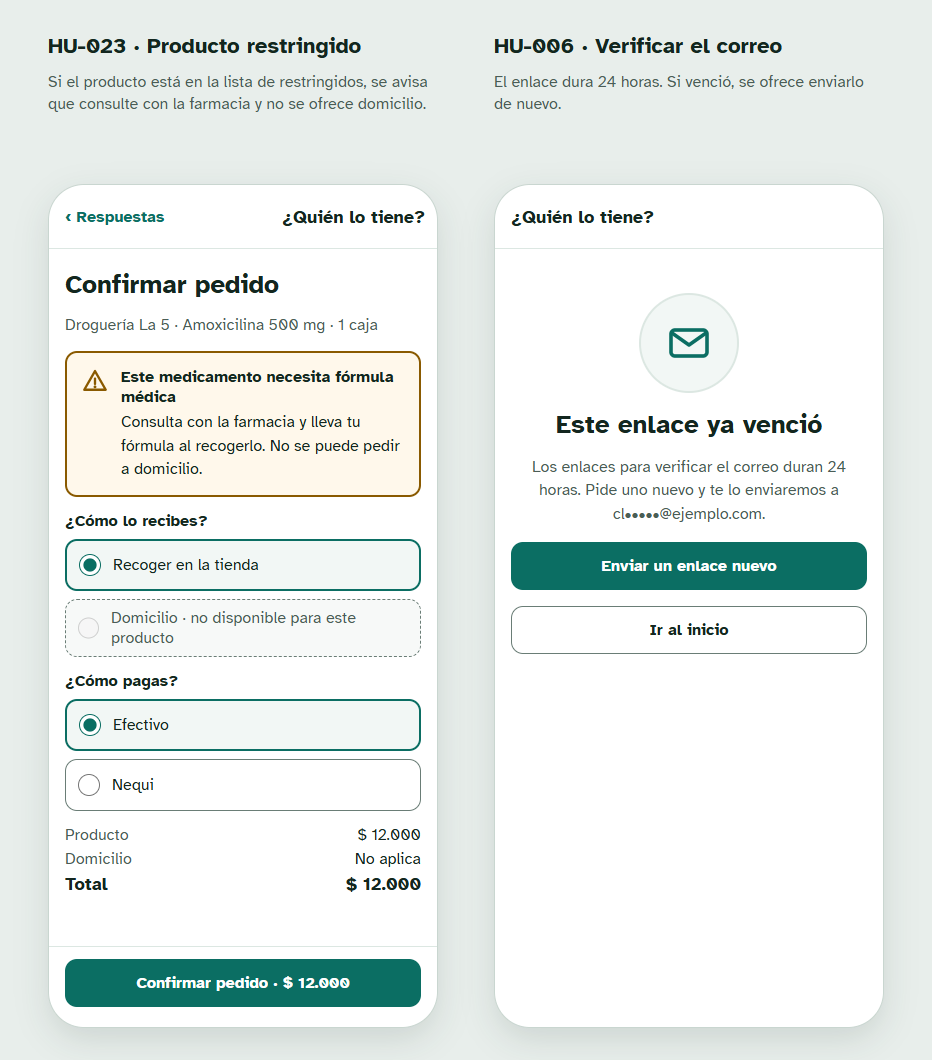 HU-023 · Producto restringido
Si el producto está en la lista de restringidos, se avisa
que consulte con la farmacia y no se ofrece domicilio.
‹ Respuestas
¿Quién lo tiene?
Confirmar pedido
Droguería La 5 · Amoxicilina 500 mg · 1 caja
Este medicamento necesita fórmula
médica
Consulta con la farmacia y lleva tu
fórmula al recogerlo. No se puede pedir
a domicilio.
¿Cómo lo recibes?
Recoger en la tienda
Domicilio · no disponible para este
producto
¿Cómo pagas?
Efectivo
Nequi
Producto $ 12.000
Domicilio No aplica
Total $ 12.000
Confirmar pedido · $ 12.000
HU-006 · Verificar el correo
El enlace dura 24 horas. Si venció, se ofrece enviarlo
de nuevo.
¿Quién lo tiene?
Este enlace ya venció
Los enlaces para verificar el correo duran 24
horas. Pide uno nuevo y te lo enviaremos a
cl•••••@ejemplo.com.
Enviar un enlace nuevo
Ir al inicio